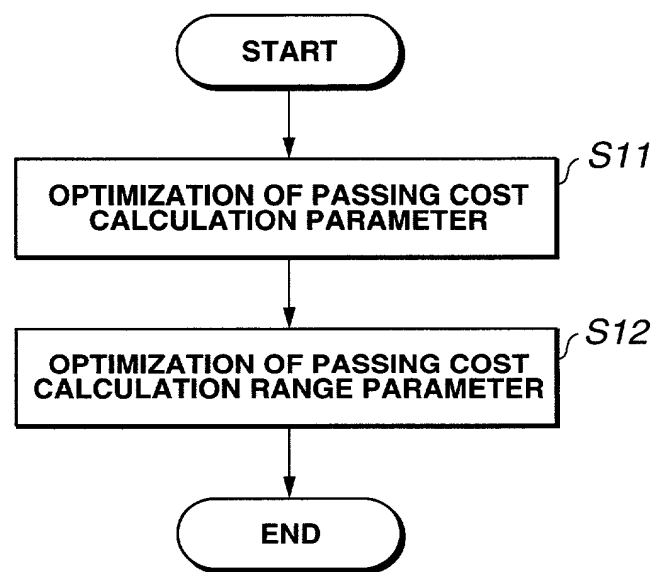 START
S11
OPTIMIZATION OF PASSING COST
CALCULATION PARAMETER
S12
OPTIMIZATION OF PASSING COST
CALCULATION RANGE PARAMETER
END